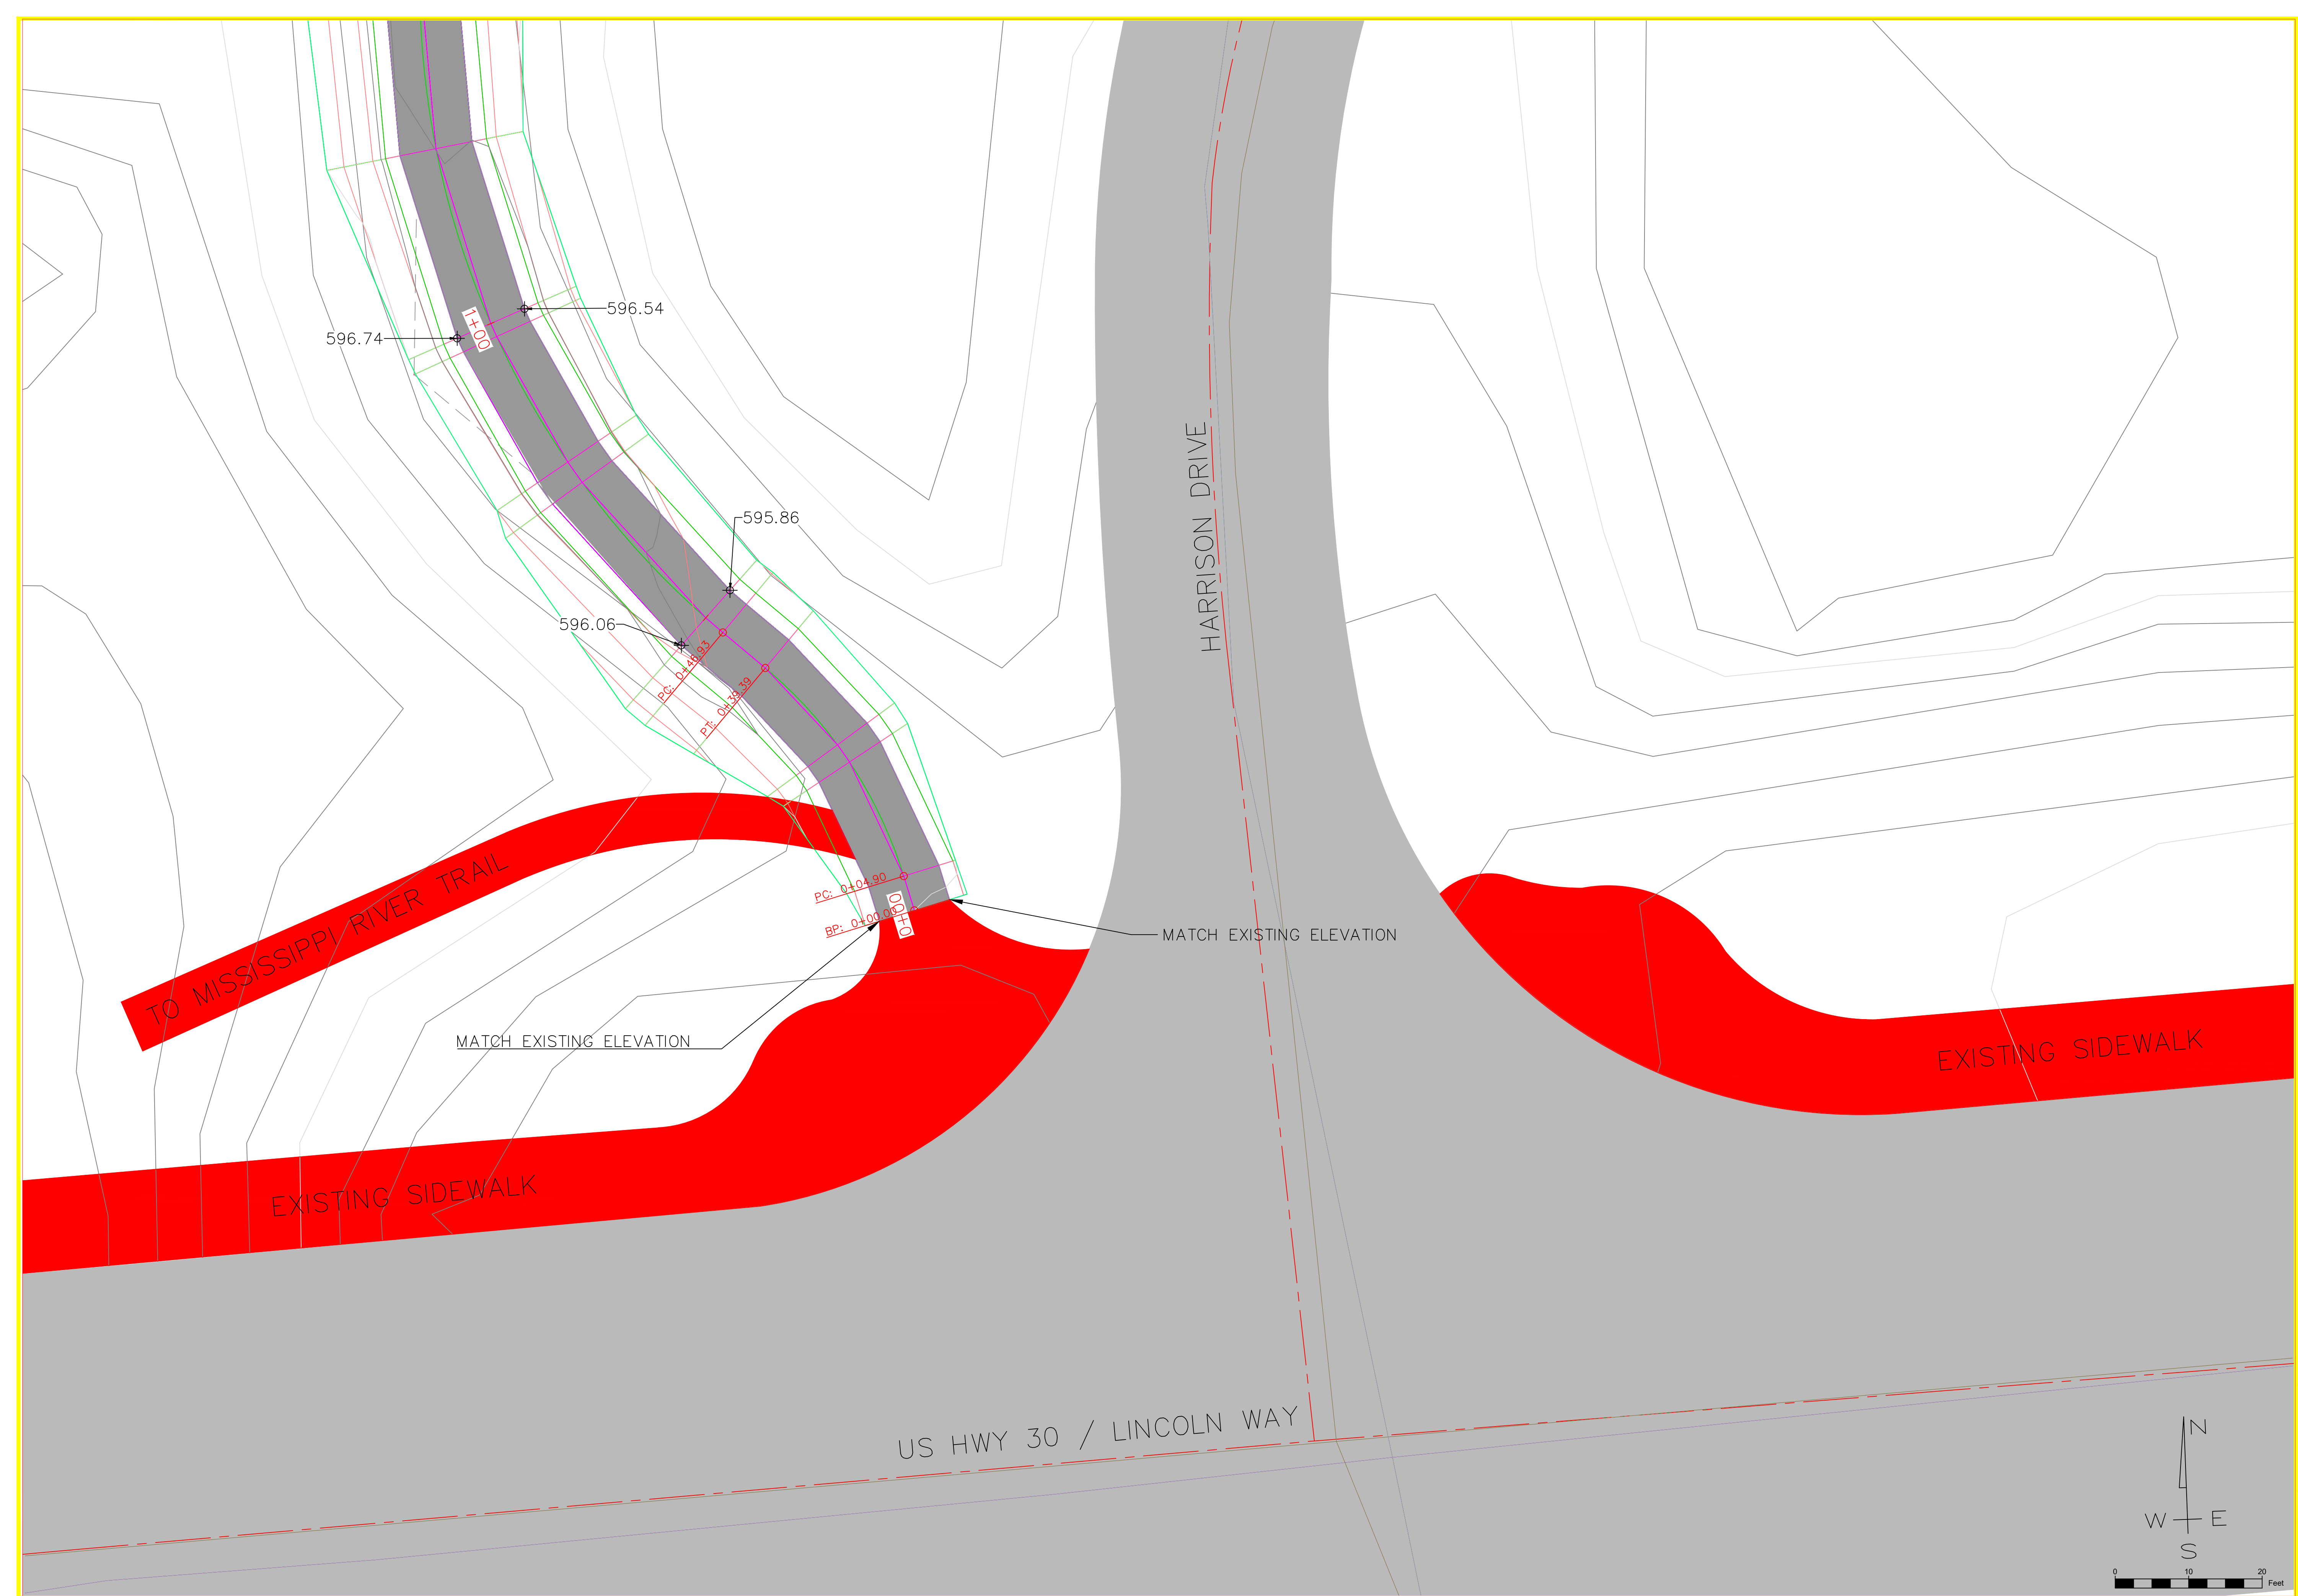 596.54
1+00
596.74
HARRISON DRIVE
595.86
596.06
PC: 0+46.93
PT: 0+39.39
TO MISSISSIPPI RIVER TRAIL
PC: 0+04.90
BP: 0+00.00
0+00
MATCH EXISTING ELEVATION
MATCH EXISTING ELEVATION
EXISTING SIDEWALK
EXISTING SIDEWALK
US HWY 30 / LINCOLN WAY
N
W E
S
0 10 20
Feet